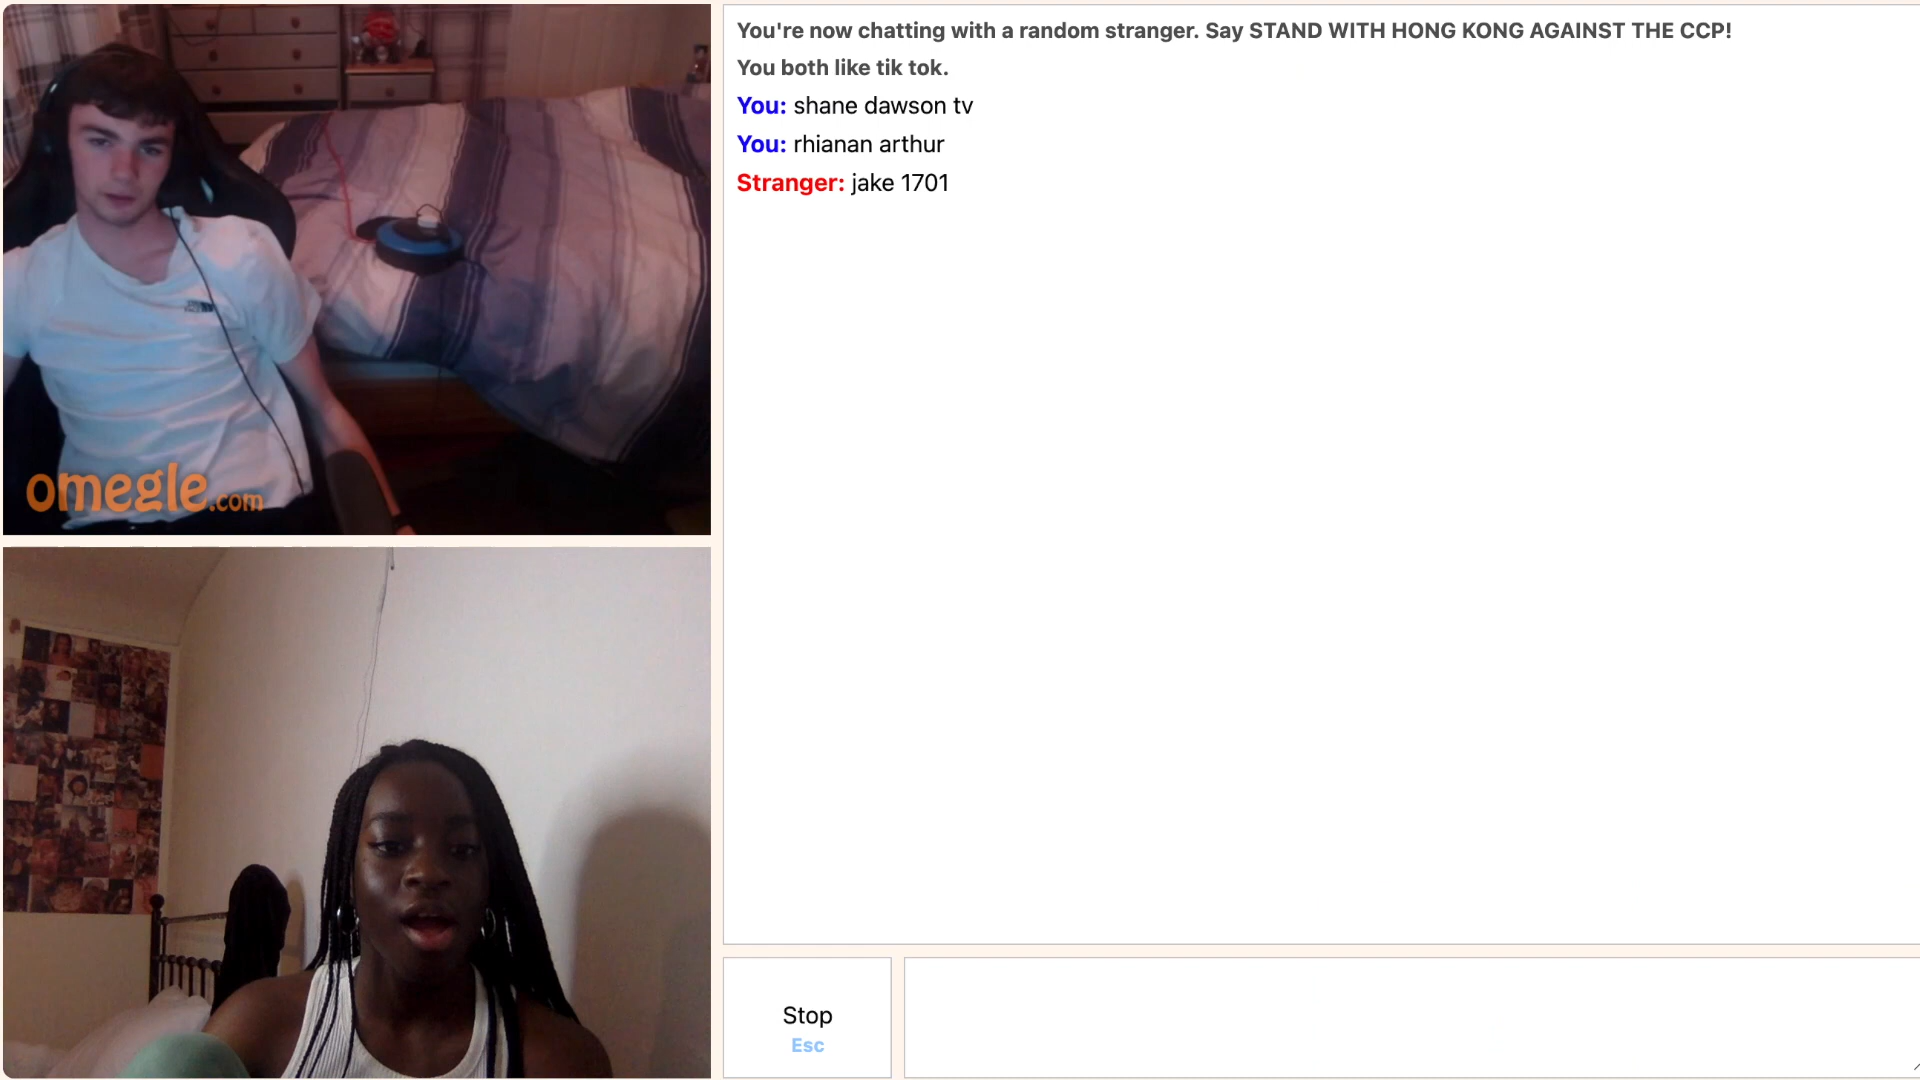 You're now chatting with a random stranger. Say STAND WITH HONG KONG AGAINST THE CCP!
You both like tik tok.
You: shane dawson tv
You: rhianan arthur
Stranger: jake 1701
omegle.com
Stop
Esc